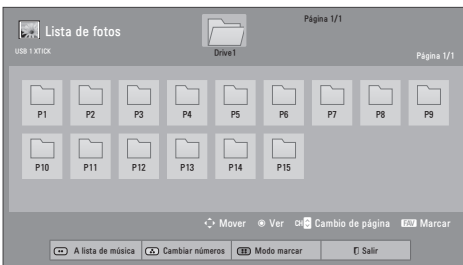 Lista de fotos
Página 1/1
USB 1 XTICK
Drive1
Página 1/1
P1 P2 P3 P4 P5 P6 P7 P8 P9
P10 P11 P12 P13 P14 P15
Mover Ver CH Cambio de página FAV Marcar
A lista de música Cambiar números Modo marcar Salir